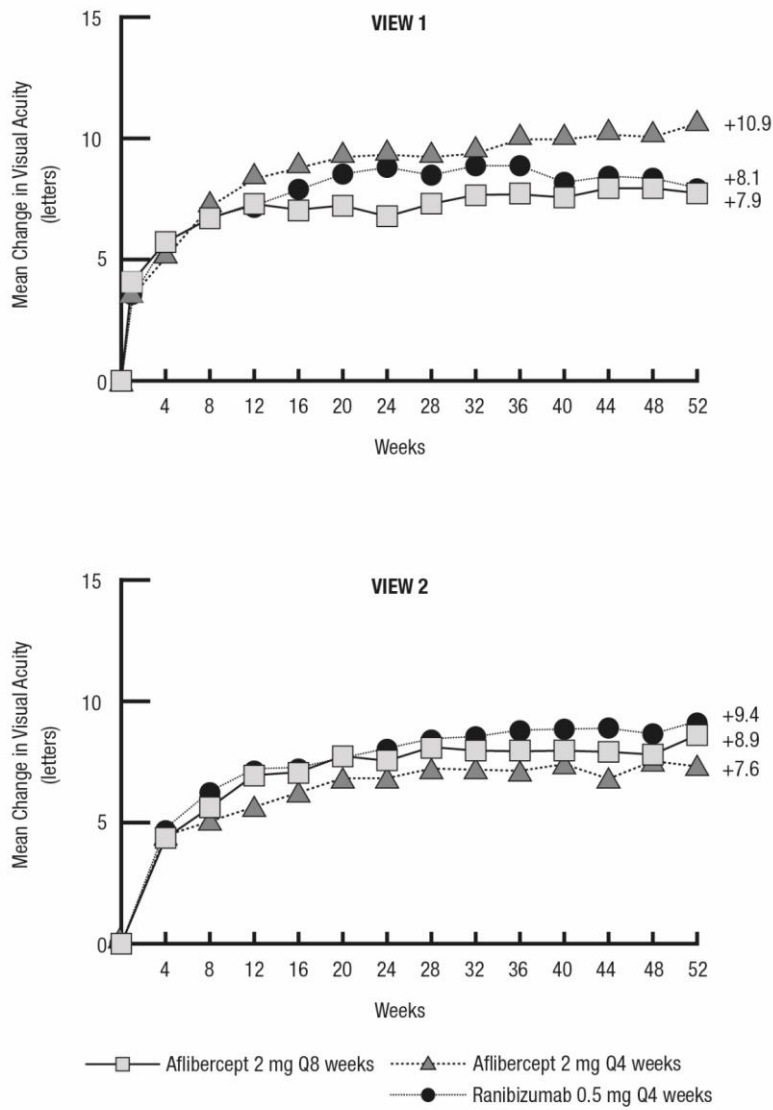 VIEW 1
Mean Change in Visual Acuity
(letters)
15
10
5
0
+10.9
+8.1
+7.9
4 8 12 16 20 24 28 32 36 40 44 48 52
Weeks
VIEW 2
Mean Change in Visual Acuity
(letters)
15
10
5
0
+9.4
+8.9
+7.6
4 8 12 16 20 24 28 32 36 40 44 48 52
Weeks
Aflibercept 2 mg Q8 weeks
Aflibercept 2 mg Q4 weeks
Ranibizumab 0.5 mg Q4 weeks